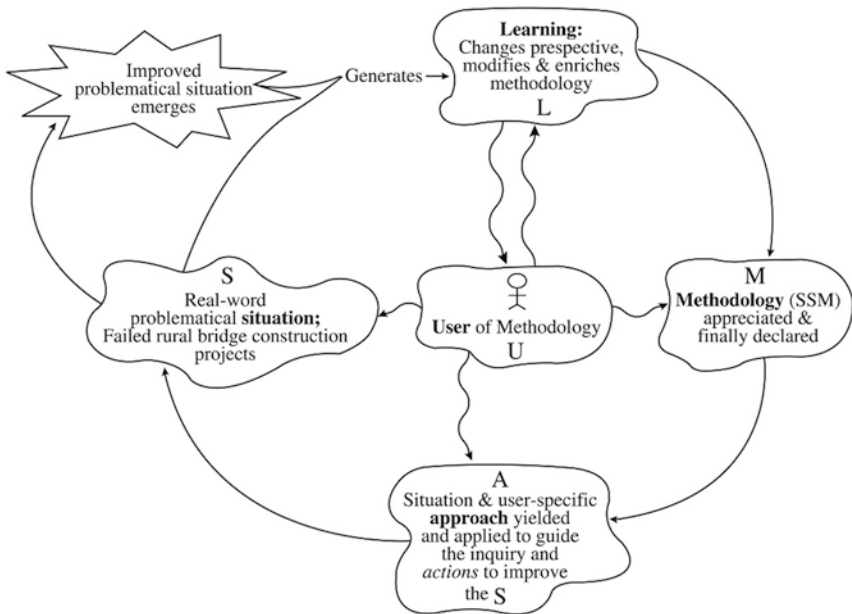 Improved
problematical situation
emerges
Generates
Learning:
Changes prespective,
modifies & enriches
methodology
L
S
Real-word
problematical situation;
Failed rural bridge construction
projects
User of Methodology
U
M
Methodology (SSM)
appreciated &
finally declared
A
Situation & user-specific
approach yielded
and applied to guide
the inquiry and
actions to improve
the S